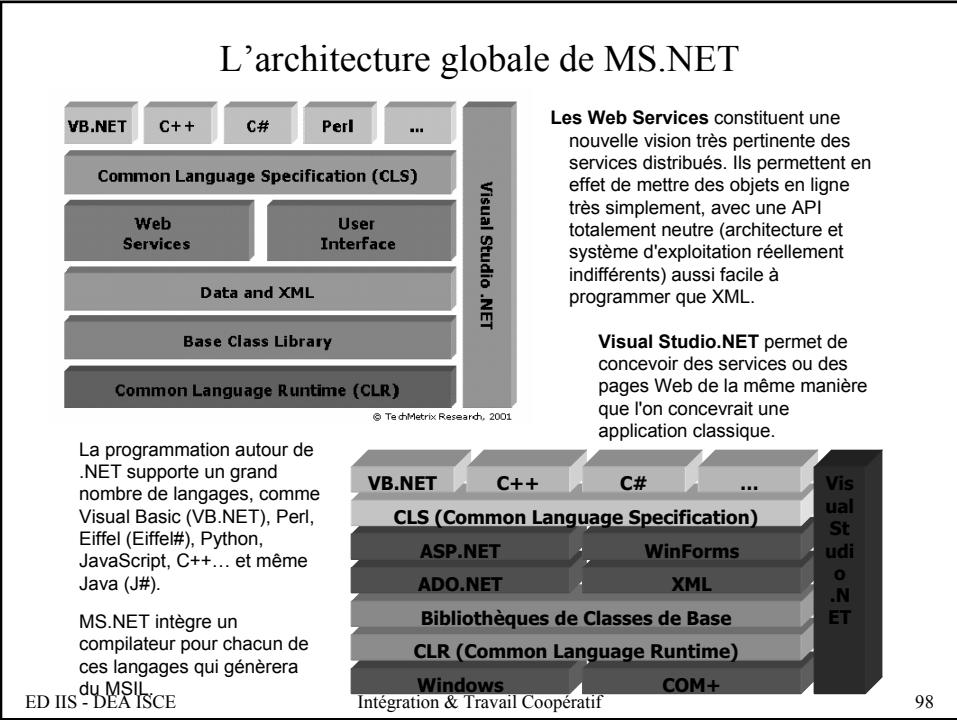 L’architecture globale de MS.NET
VB.NET C++ C# Perl ...
Common Language Specification (CLS)
Web Services
User Interface
Data and XML
Base Class Library
Common Language Runtime (CLR)
Visual Studio .NET
© TechMetrix Research, 2001
Les Web Services constituent une
nouvelle vision très pertinente des
services distribués. Ils permettent en
effet de mettre des objets en ligne
très simplement, avec une API
totalement neutre (architecture et
système d'exploitation réellement
indifférents) aussi facile à
programmer que XML.
Visual Studio.NET permet de
concevoir des services ou des
pages Web de la même manière
que l'on concevrait une
application classique.
La programmation autour de
.NET supporte un grand
nombre de langages, comme
Visual Basic (VB.NET), Perl,
Eiffel (Eiffel#), Python,
JavaScript, C++… et même
Java (J#).
MS.NET intègre un
compilateur pour chacun de
ces langages qui génèrera
du MSIL.
VB.NET C++ C# …
CLS (Common Language Specification)
ASP.NET WinForms
ADO.NET XML
Bibliothèques de Classes de Base
CLR (Common Language Runtime)
Windows COM+
Vis
ual
St
udi
o
.N
ET
ED IIS - DEA ISCE Intégration & Travail Coopératif 98